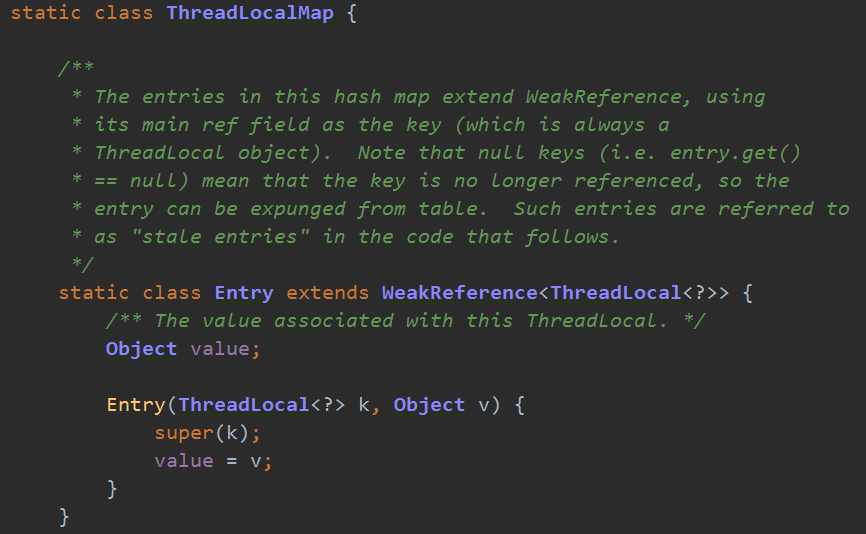 static class ThreadLocalMap {
/**
* The entries in this hash map extend WeakReference, using
* its main ref field as the key (which is always a
* ThreadLocal object).  Note that null keys (i.e. entry.get()
* == null) mean that the key is no longer referenced, so the
* entry can be expunged from table.  Such entries are referred to
* as "stale entries" in the code that follows.
*/
static class Entry extends WeakReference<ThreadLocal<?>> {
/** The value associated with this ThreadLocal. */
Object value;
Entry(ThreadLocal<?> k, Object v) {
super(k);
value = v;
}
}